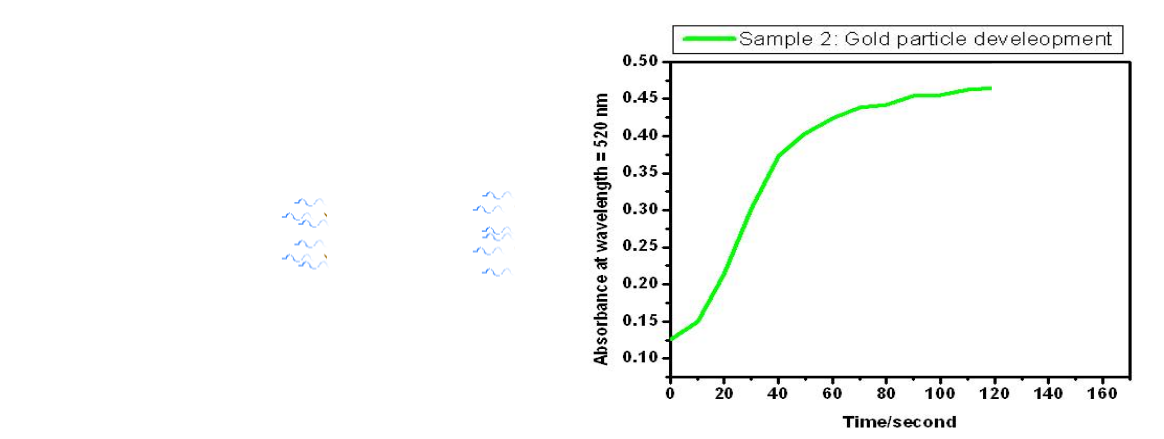 Sample 2: Gold particle develeopment
Absorbance at wavelength = 520 nm
0.50
0.45
0.40
0.35
0.30
0.25
0.20
0.15
0.10
0 20 40 60 80 100 120 140 160
Time/second